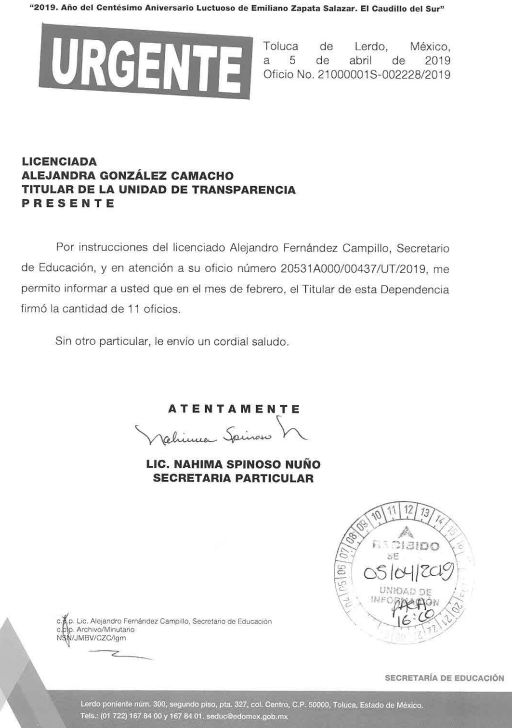 "2019. Año del Centésimo Aniversario Luctuoso de Emiliano Zapata Salazar. El Caudillo del Sur"
URGENTE
Toluca de Lerdo, México,
a 5 de abril de 2019
Oficio No. 21000001S-002228/2019
LICENCIADA
ALEJANDRA GONZÁLEZ CAMACHO
TITULAR DE LA UNIDAD DE TRANSPARENCIA
P R E S E N T E
Por instrucciones del licenciado Alejandro Fernández Campillo, Secretario
de Educación, y en atención a su oficio número 20531A000/00437/UT/2019, me
permito informar a usted que en el mes de febrero, el Titular de esta Dependencia
firmó la cantidad de 11 oficios.
Sin otro particular, le envío un cordial saludo.
A T E N T A M E N T E
Nahima Spinoso N
LIC. NAHIMA SPINOSO NUÑO
SECRETARIA PARTICULAR
RECIBIDO
SE
05/04/2019
UNIDAD DE
INFORMACIÓN
16:00
c.c.p. Lic. Alejandro Fernández Campillo, Secretario de Educación
c.c.p. Archivo/Minutario
NSN/JMBV/CZC/lgm
SECRETARÍA DE EDUCACIÓN
Lerdo poniente núm. 300, segundo piso, pta. 327, col. Centro, C.P. 50000, Toluca, Estado de México.
Tels.: (01 722) 167 84 00 y 167 84 01. seduc@edomex.gob.mx